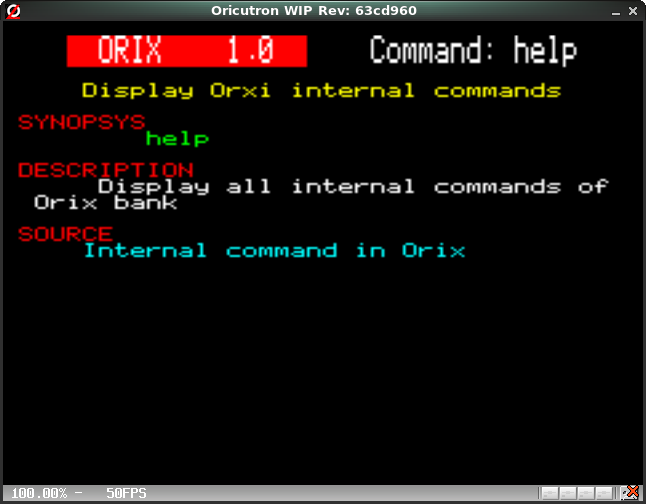 Oricutron WIP Rev: 63cd960
ORIX 1.0 Command: help
Display Orxi internal commands
SYNOPSYS
help
DESCRIPTION
Display all internal commands of
Orix bank
SOURCE
Internal command in Orix
100.00% - 50FPS